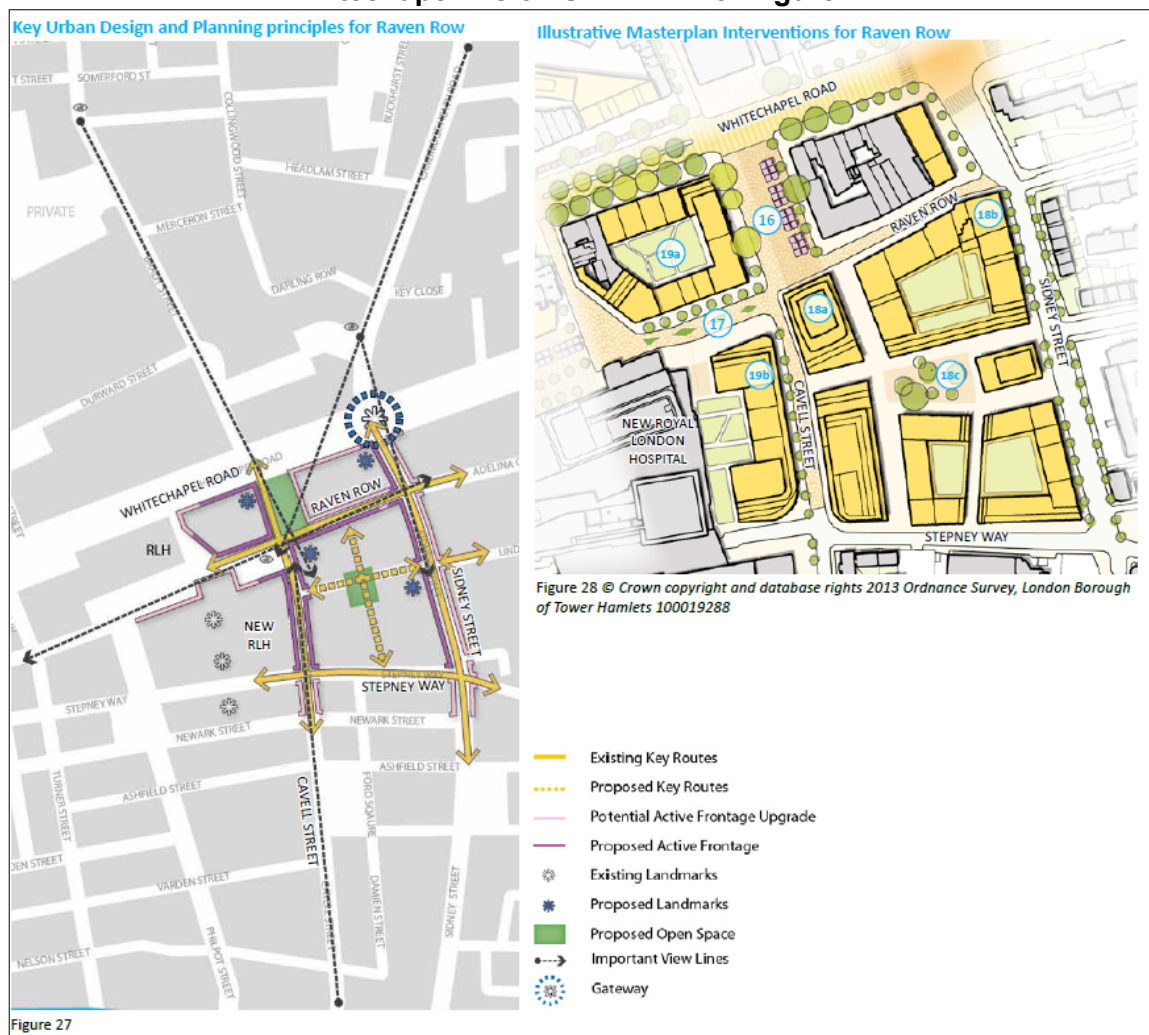 Key Urban Design and Planning principles for Raven Row
SOMERFORD ST
COLLINGWOOD STREET
BUCKHURST STREET
HEADLAM STREET
PRIVATE
MERCERON STREET
BRADY STREET
DARLING ROW
KEY CLOSE
DURWARD STREET
WHITECHAPEL ROAD
RAVEN ROW
RLH
NEW
RLH
SIDNEY STREET
STEPNEY WAY
STEPNEY WAY
NEWARK STREET
NEWARK STREET
ASHFIELD STREET
ASHFIELD STREET
TURNER STREET
CAVELL STREET
FORD SQAURE
VARDEN STREET
PHILPOT STREET
DAMIEN STREET
SIDNEY STREET
NELSON STREET
Figure 27
Illustrative Masterplan Interventions for Raven Row
WHITECHAPEL ROAD
16
RAVEN ROW
18b
19a
17
18a
SIDNEY STREET
19b
18c
CAVELL STREET
NEW ROYAL
LONDON
HOSPITAL
STEPNEY WAY
Figure 28 © Crown copyright and database rights 2013 Ordnance Survey, London Borough
of Tower Hamlets 100019288
Existing Key Routes
Proposed Key Routes
Potential Active Frontage Upgrade
Proposed Active Frontage
Existing Landmarks
Proposed Landmarks
Proposed Open Space
Important View Lines
Gateway